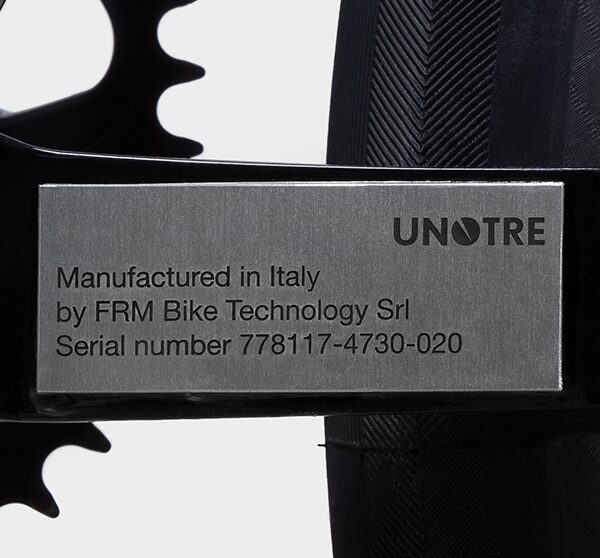 UNOTRE
Manufactured in Italy
by FRM Bike Technology Srl
Serial number 778117-4730-020